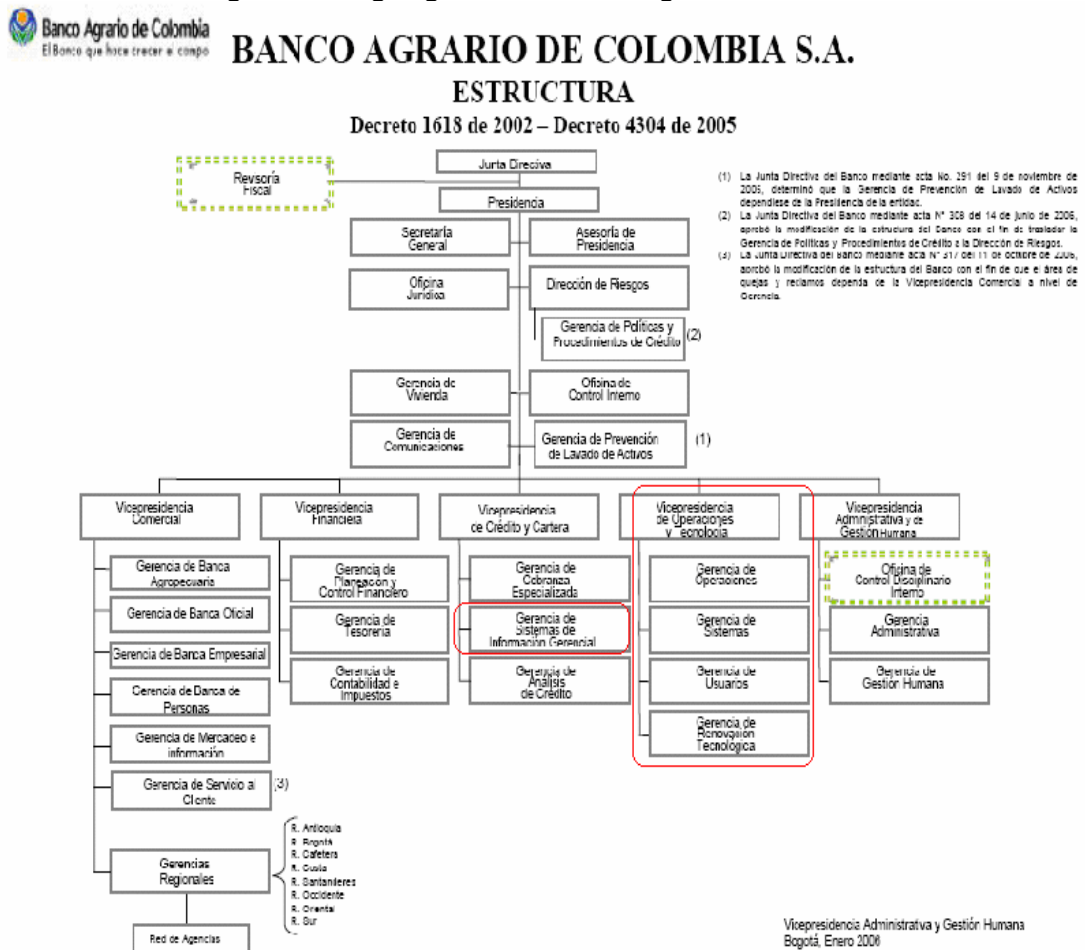 Banco Agrario de Colombia
El Banco que hace crecer el campo
BANCO AGRARIO DE COLOMBIA S.A.
ESTRUCTURA
Decreto 1618 de 2002 – Decreto 4304 de 2005
Junta Directiva
Revisoría
Fiscal
Presidencia
Secretaría
General
Asesoría de
Presidencia
Oficina
Jurídica
Dirección de Riesgos
Gerencia de Políticas y
Procedimientos de Crédito
(2)
Gerencia de
Vivienda
Oficina de
Control Interno
Gerencia de
Comunicaciones
Gerencia de Prevención
de Lavado de Activos
(1)
(1) La Junta Directiva del Banco mediante acta No. 291 del 9 de noviembre de
2005, determinó que la Gerencia de Prevención de Lavado de Activos
dependiese de la Presidencia de la entidad.
(2) La Junta Directiva del Banco mediante acta N° 308 del 14 de junio de 2006,
aprobó la modificación de la estructura del Banco con el fin de trasladar la
Gerencia de Políticas y Procedimientos de Crédito a la Dirección de Riesgos.
(3) La Junta Directiva del Banco mediante acta N° 317 del 11 de octubre de 2006,
aprobó la modificación de la estructura del Banco con el fin de que el área de
quejas y reclamos dependa de la Vicepresidencia Comercial a nivel de
Gerencia.
Vicepresidencia
Comercial
Vicepresidencia
Financiera
Vicepresidencia
de Crédito y Cartera
Vicepresidencia
de Operaciones
y Tecnología
Vicepresidencia
Administrativa y de
Gestión Humana
Gerencia de Banca
Agropecuaria
Gerencia de Banca Oficial
Gerencia de Banca Empresarial
Gerencia de Banca de
Personas
Gerencia de Mercadeo e
información
Gerencia de Servicio al
Cliente
(3)
Gerencias
Regionales
R. Antioquia
R. Bogotá
R. Cafetera
R. Costa
R. Santanderes
R. Occidente
R. Oriental
R. Sur
Red de Agencias
Gerencia de
Planeación y
Control Financiero
Gerencia de
Tesorería
Gerencia de
Contabilidad e
Impuestos
Gerencia de
Cobranza
Especializada
Gerencia de
Sistemas de
Información Gerencial
Gerencia de
Análisis
de Crédito
Gerencia de
Operaciones
Gerencia de
Sistemas
Gerencia de
Usuarios
Gerencia de
Renovación
Tecnológica
Oficina de
Control Disciplinario
Interno
Gerencia
Administrativa
Gerencia de
Gestión Humana
Vicepresidencia Administrativa y Gestión Humana
Bogotá, Enero 2006